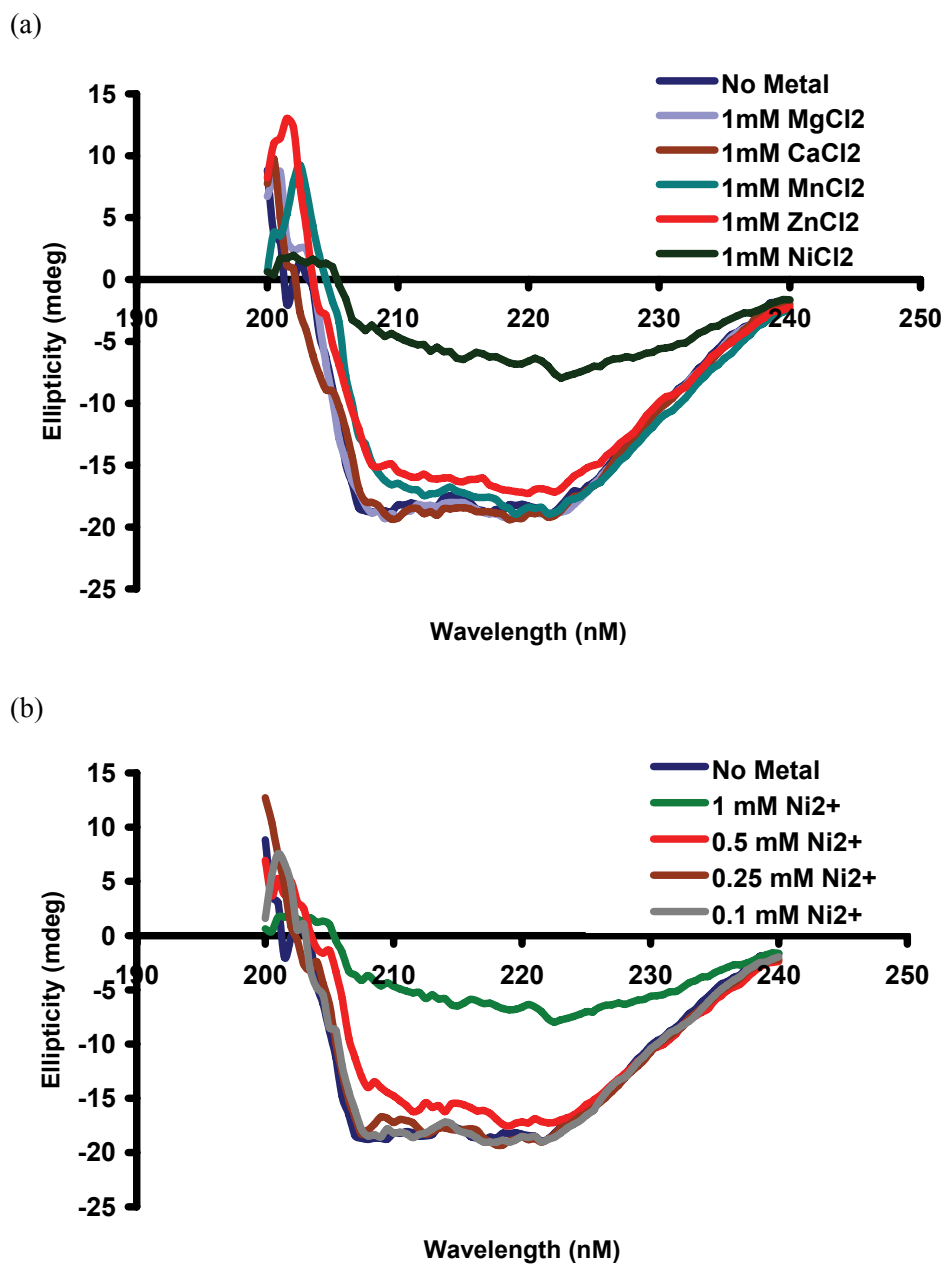 (a)
No Metal
1mM MgCl2
1mM CaCl2
1mM MnCl2
1mM ZnCl2
1mM NiCl2
15
10
5
0
-5
-10
-15
-20
-25
190 200 210 220 230 240 250
Ellipticity (mdeg)
Wavelength (nM)
(b)
No Metal
1 mM Ni2+
0.5 mM Ni2+
0.25 mM Ni2+
0.1 mM Ni2+
15
10
5
0
-5
-10
-15
-20
-25
190 200 210 220 230 240 250
Ellipticity (mdeg)
Wavelength (nM)